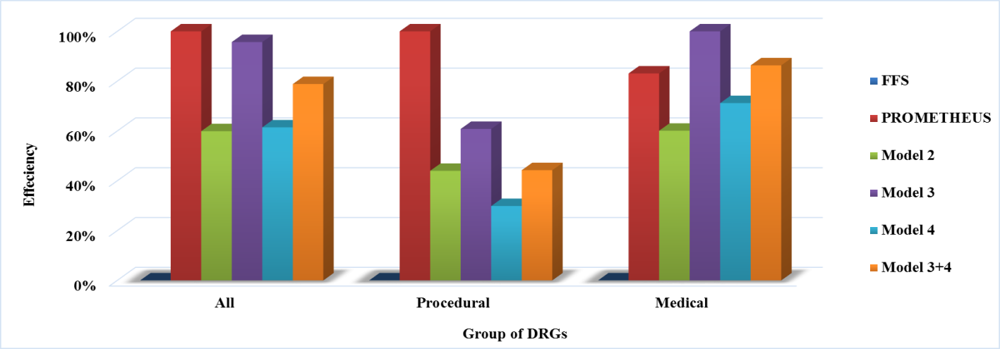 100%
80%
60%
40%
20%
0%
Effeciency
All
Procedural
Medical
Group of DRGs
FFS
PROMETHEUS
Model 2
Model 3
Model 4
Model 3+4